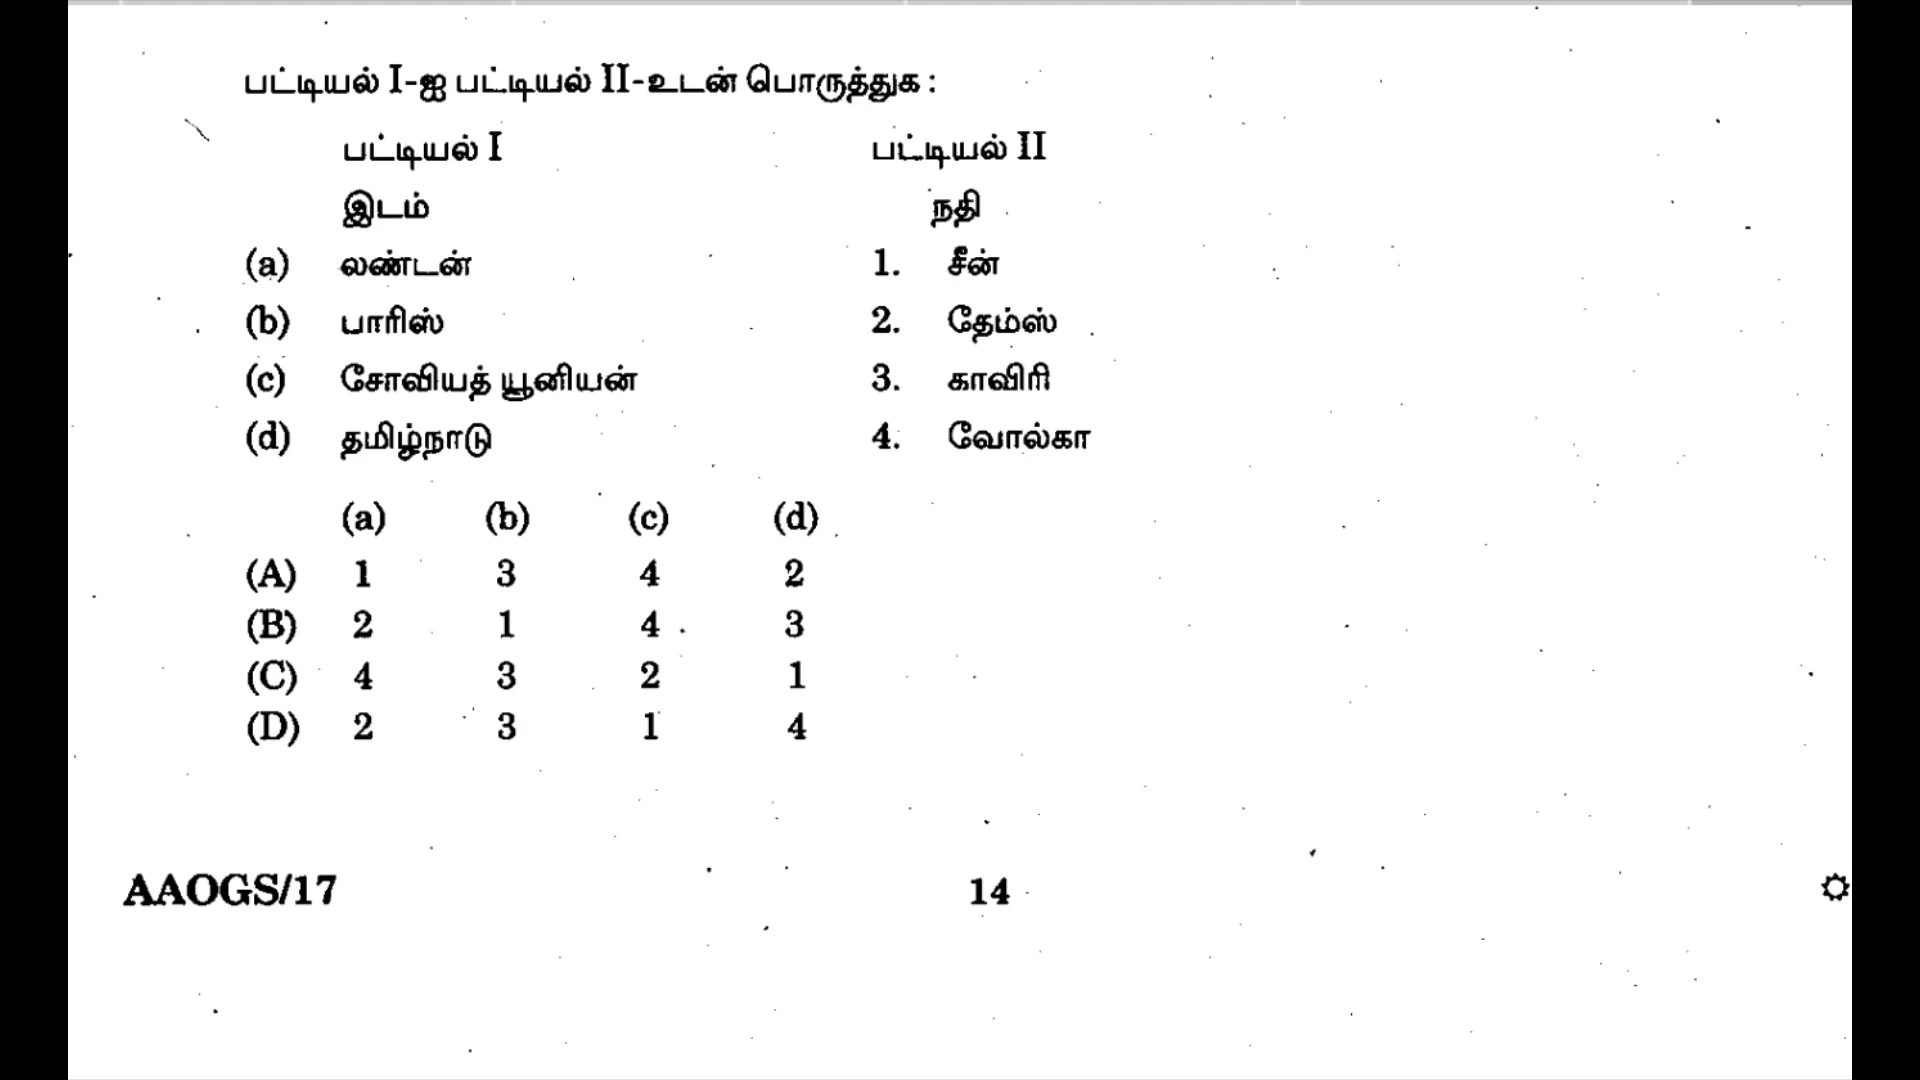 பட்டியல் I-ஐ பட்டியல் II-உடன் பொருத்துக :
பட்டியல் I பட்டியல் II
இடம் நதி
(a) லண்டன் 1. சீன்
(b) பாரிஸ் 2. தேம்ஸ்
(c) சோவியத் யூனியன் 3. காவிரி
(d) தமிழ்நாடு 4. வோல்கா
(a) (b) (c) (d)
(A) 1 3 4 2
(B) 2 1 4 3
(C) 4 3 2 1
(D) 2 3 1 4
AAOGS/17 14